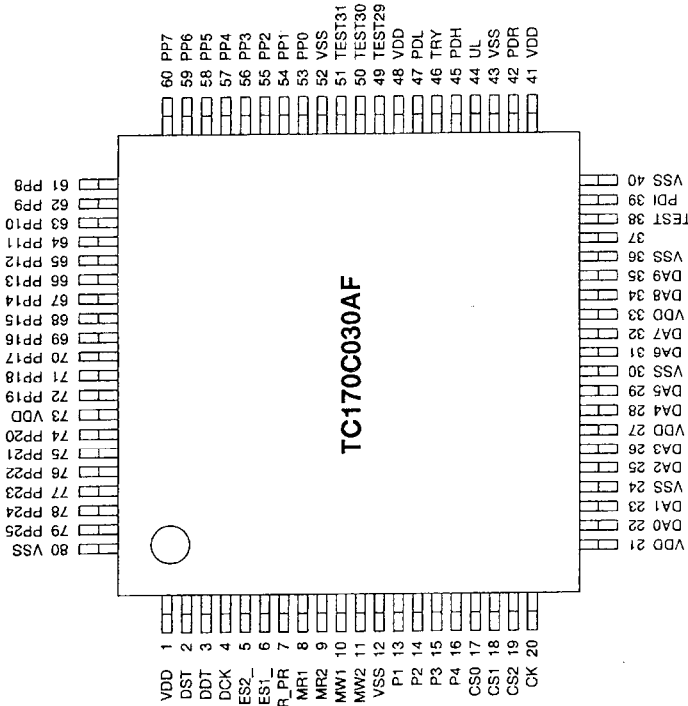 60 PP7
59 PP6
58 PP5
57 PP4
56 PP3
55 PP2
54 PP1
53 PP0
52 VSS
51 TEST31
50 TEST30
49 TEST29
48 VDD
47 PDL
46 TRY
45 PDH
44 UL
43 VSS
42 PDR
41 VDD
61 PP8
62 PP9
63 PP10
64 PP11
65 PP12
66 PP13
67 PP14
68 PP15
69 PP16
70 PP17
71 PP18
72 PP19
73 VDD
74 PP20
75 PP21
76 PP22
77 PP23
78 PP24
79 PP25
80 VSS
TC170C030AF
VSS 40
PDI 39
TEST 38
37
VSS 36
DA9 35
DA8 34
VDD 33
DA7 32
DA6 31
VSS 30
DA5 29
DA4 28
VDD 27
DA3 26
DA2 25
VSS 24
DA1 23
DA0 22
VDD 21
VDD 1
DST 2
DDT 3
DCK 4
ES2_ 5
ES1_ 6
R_PR 7
MR1 8
MR2 9
MW1 10
MW2 11
VSS 12
P1 13
P2 14
P3 15
P4 16
CS0 17
CS1 18
CS2 19
CK 20